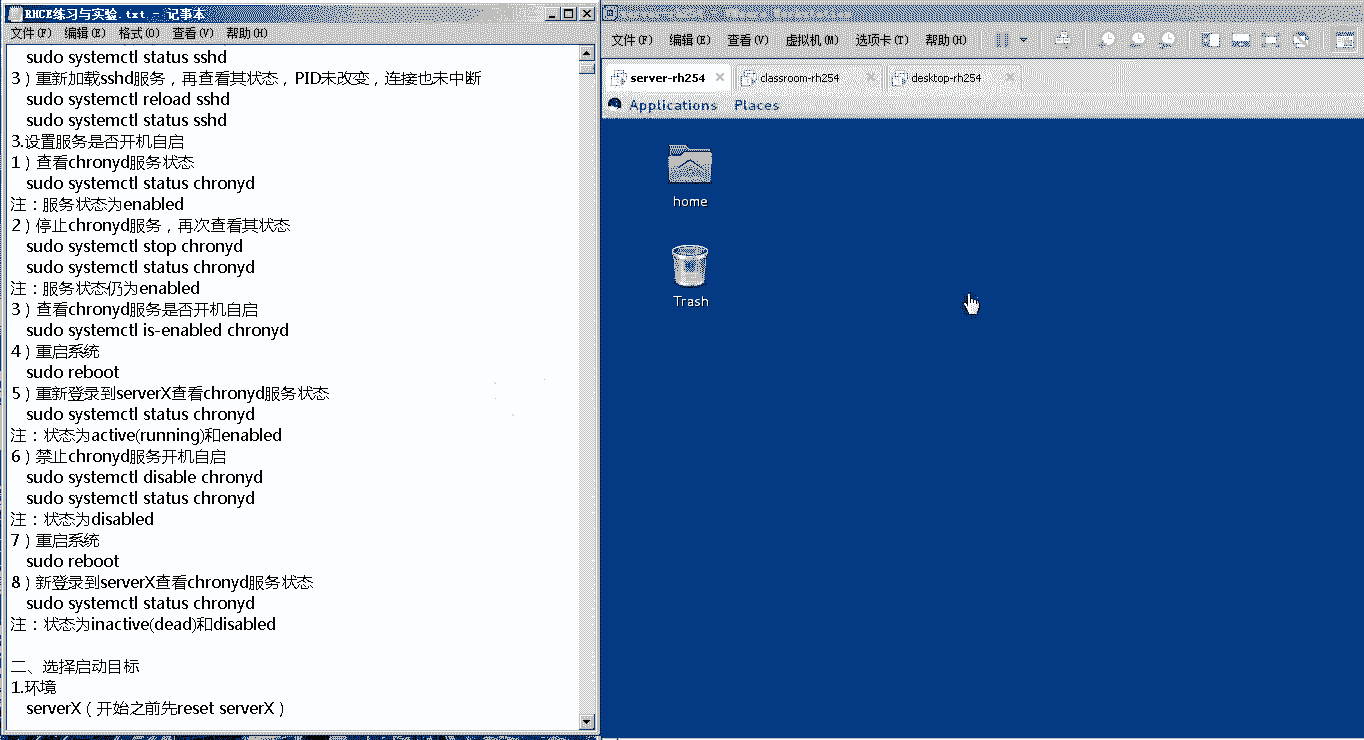 RHCE练习与实验.txt - 记事本
文件(F) 编辑(E) 格式(O) 查看(V) 帮助(H)
sudo systemctl status sshd
3）重新加载sshd服务，再查看其状态，PID未改变，连接也未中断
sudo systemctl reload sshd
sudo systemctl status sshd
3.设置服务是否开机自启
1）查看chronyd服务状态
sudo systemctl status chronyd
注：服务状态为enabled
2）停止chronyd服务，再次查看其状态
sudo systemctl stop chronyd
sudo systemctl status chronyd
注：服务状态仍为enabled
3）查看chronyd服务是否开机自启
sudo systemctl is-enabled chronyd
4）重启系统
sudo reboot
5）重新登录到serverX查看chronyd服务状态
sudo systemctl status chronyd
注：状态为active(running)和enabled
6）禁止chronyd服务开机自启
sudo systemctl disable chronyd
sudo systemctl status chronyd
注：状态为disabled
7）重启系统
sudo reboot
8）新登录到serverX查看chronyd服务状态
sudo systemctl status chronyd
注：状态为inactive(dead)和disabled
二、选择启动目标
1.环境
serverX（开始之前先reset serverX）
文件(F) 编辑(E) 查看(V) 虚拟机(M) 选项卡(T) 帮助(H)
server-rh254 classroom-rh254 desktop-rh254
Applications Places
home
Trash